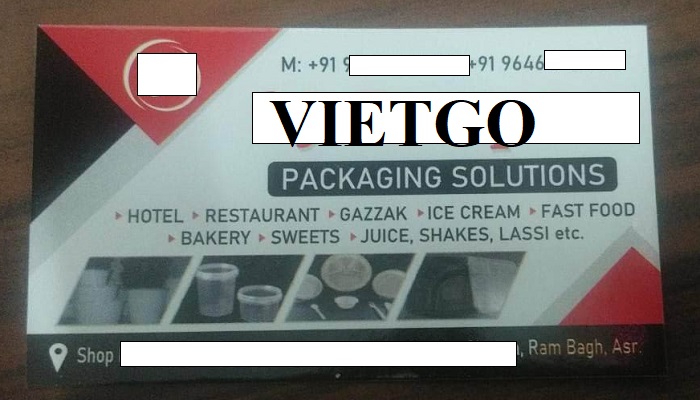 M: +91 9 +91 9646
VIETGO
PACKAGING SOLUTIONS
HOTEL RESTAURANT GAZZAK ICE CREAM FAST FOOD
BAKERY SWEETS JUICE, SHAKES, LASSI etc.
Shop , Ram Bagh, Asr.